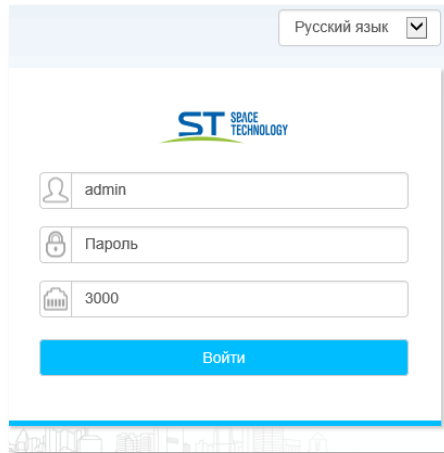 Русский язык
ST SPACE
TECHNOLOGY
admin
Пароль
3000
Войти